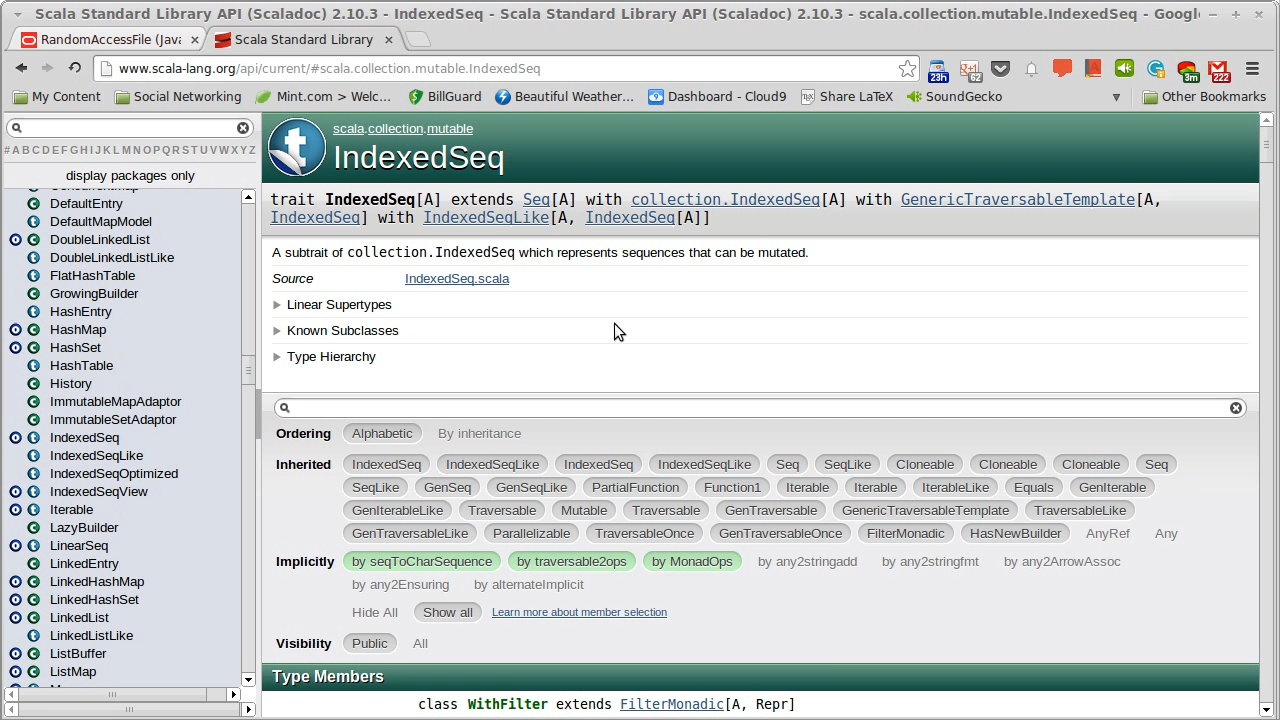 Scala Standard Library API (Scaladoc) 2.10.3 - IndexedSeq - Scala Standard Library API (Scaladoc) 2.10.3 - scala.collection.mutable.IndexedSeq - Googl
RandomAccessFile (Java
Scala Standard Library
www.scala-lang.org/api/current/#scala.collection.mutable.IndexedSeq
23h 62 3m 222
My Content Social Networking Mint.com > Welc... BillGuard Beautiful Weather... Dashboard - Cloud9 Share LaTeX SoundGecko Other Bookmarks
#ABCDEFGHIJKLMNOPQRSTUVWXYZ
display packages only
ConcurrentMap
DefaultEntry
DefaultMapModel
DoubleLinkedList
DoubleLinkedListLike
FlatHashTable
GrowingBuilder
HashEntry
HashMap
HashSet
HashTable
History
ImmutableMapAdaptor
ImmutableSetAdaptor
IndexedSeq
IndexedSeqLike
IndexedSeqOptimized
IndexedSeqView
Iterable
LazyBuilder
LinearSeq
LinkedEntry
LinkedHashMap
LinkedHashSet
LinkedList
LinkedListLike
ListBuffer
ListMap
scala.collection.mutable
IndexedSeq
trait IndexedSeq[A] extends Seq[A] with collection.IndexedSeq[A] with GenericTraversableTemplate[A,
IndexedSeq] with IndexedSeqLike[A, IndexedSeq[A]]
A subtrait of collection.IndexedSeq which represents sequences that can be mutated.
Source IndexedSeq.scala
Linear Supertypes
Known Subclasses
Type Hierarchy
Ordering Alphabetic By inheritance
Inherited IndexedSeq IndexedSeqLike IndexedSeq IndexedSeqLike Seq SeqLike Cloneable Cloneable Cloneable Seq
SeqLike GenSeq GenSeqLike PartialFunction Function1 Iterable Iterable IterableLike Equals GenIterable
GenIterableLike Traversable Mutable Traversable GenTraversable GenericTraversableTemplate TraversableLike
GenTraversableLike Parallelizable TraversableOnce GenTraversableOnce FilterMonadic HasNewBuilder AnyRef Any
Implicitly by seqToCharSequence by traversable2ops by MonadOps by any2stringadd by any2stringfmt by any2ArrowAssoc
by any2Ensuring by alternateImplicit
Hide All Show all Learn more about member selection
Visibility Public All
Type Members
class WithFilter extends FilterMonadic[A, Repr]